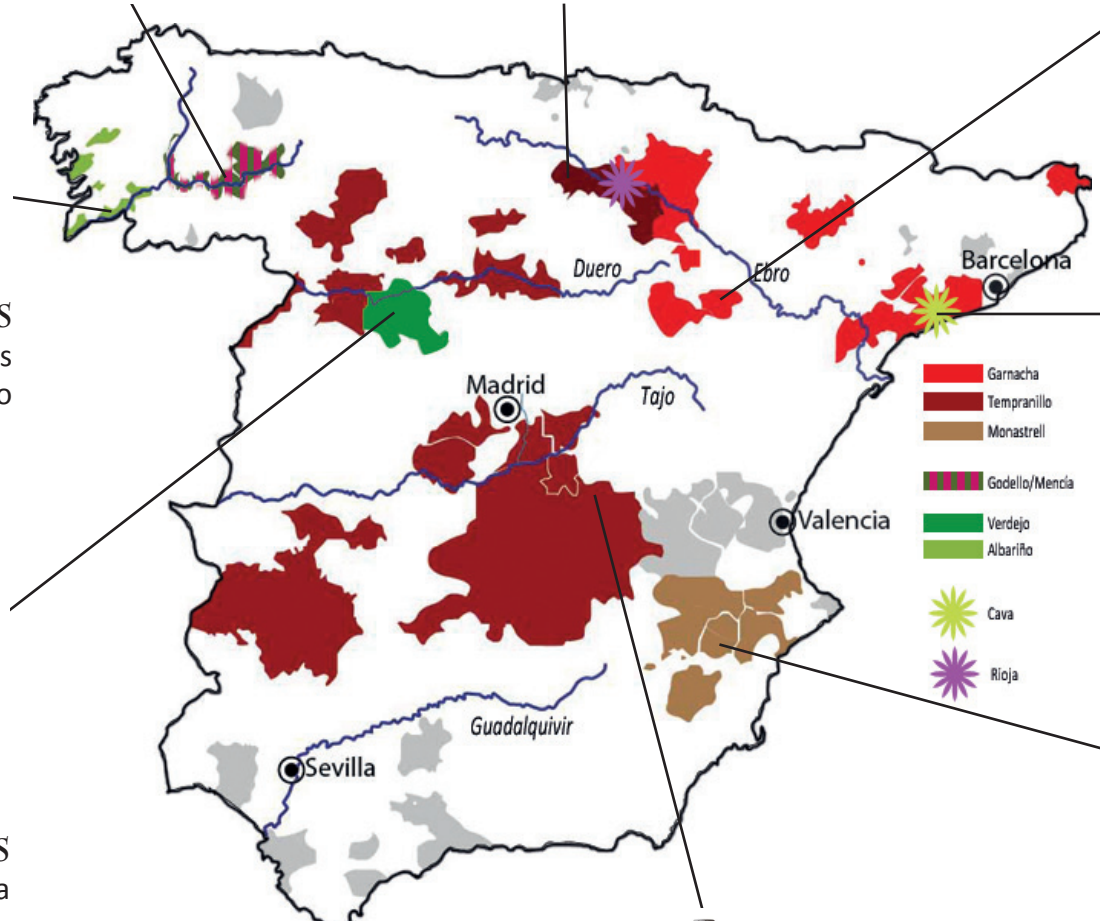 Duero
Ebro
Barcelona
S
s
o
Madrid
Tajo
Garnacha
Tempranillo
Monastrell
Godello/Mencía
Verdejo
Albariño
Valencia
Cava
Rioja
Guadalquivir
Sevilla
S
a